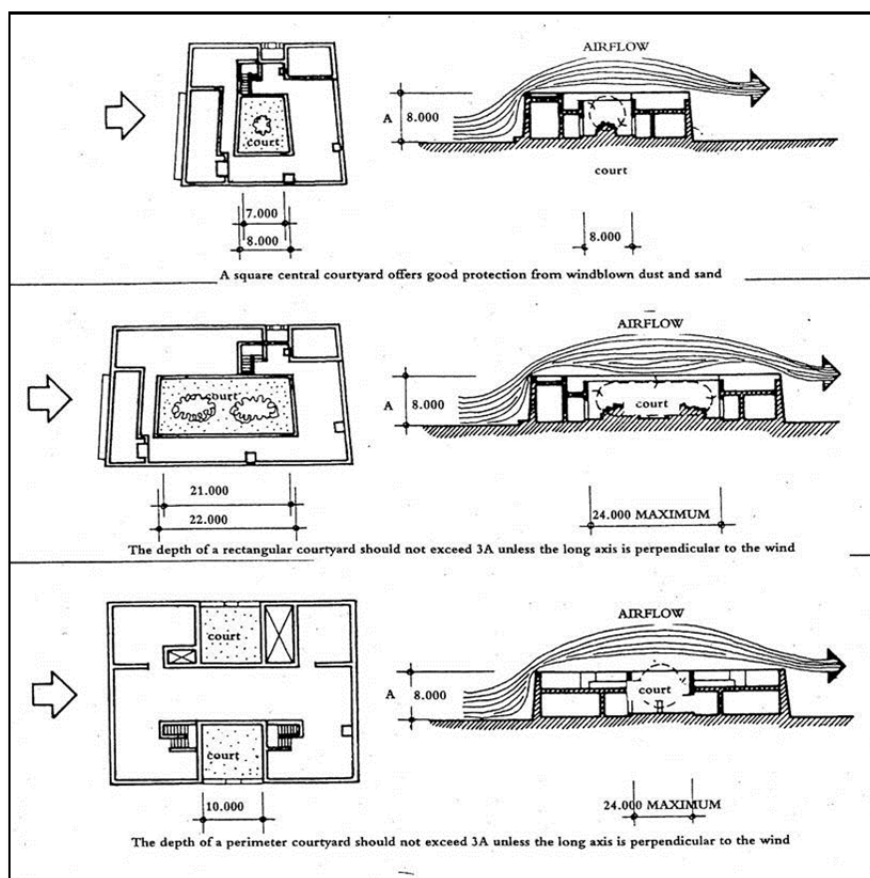 AIRFLOW
A 8.000
court
court
7.000
8.000
8.000
A square central courtyard offers good protection from windblown dust and sand
AIRFLOW
court
A 8.000
court
21.000
22.000
24.000 MAXIMUM
The depth of a rectangular courtyard should not exceed 3A unless the long axis is perpendicular to the wind
AIRFLOW
court
A 8.000
court
court
10.000
24.000 MAXIMUM
The depth of a perimeter courtyard should not exceed 3A unless the long axis is perpendicular to the wind